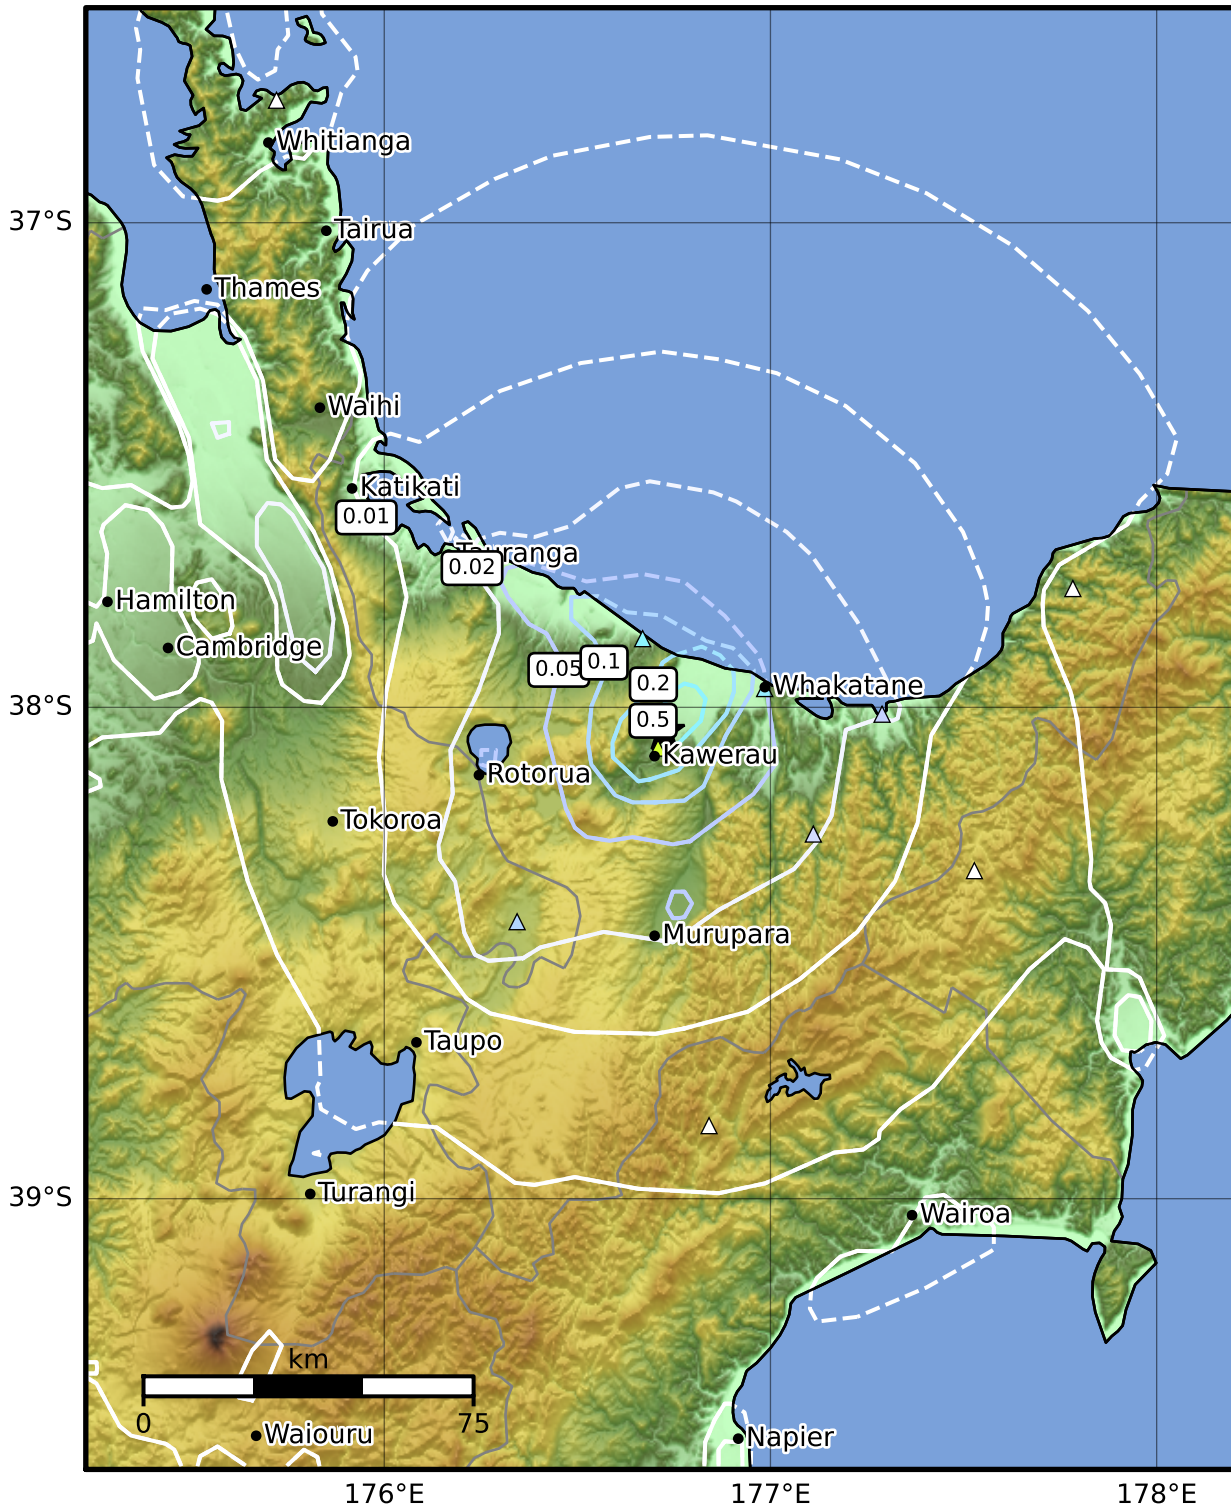 Whitianga
37°S
Tairua
Thames
Waihi
Katikati
0.01
Tauranga
0.02
Hamilton
Cambridge
0.05
0.1
0.2
Whakatane
38°S
0.5
Kawerau
Rotorua
Tokoroa
Murupara
Taupo
Turangi
39°S
Wairoa
km
0
75
Waiouru
Napier
176°E
177°E
178°E